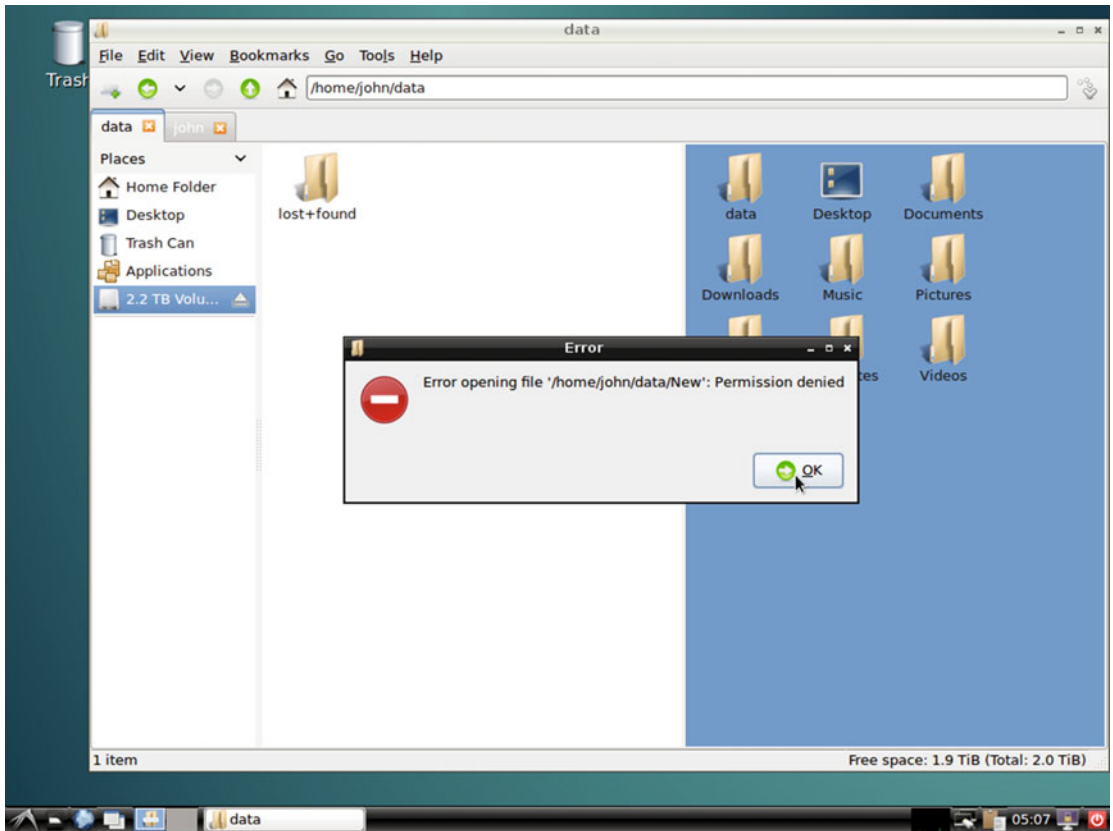 Trash
data
File Edit View Bookmarks Go Tools Help
/home/john/data
data john
Places
Home Folder
Desktop
Trash Can
Applications
2.2 TB Volu...
lost+found
data Desktop Documents
Downloads Music Pictures
Videos
Error
Error opening file '/home/john/data/New': Permission denied
OK
1 item Free space: 1.9 TiB (Total: 2.0 TiB)
data 05:07